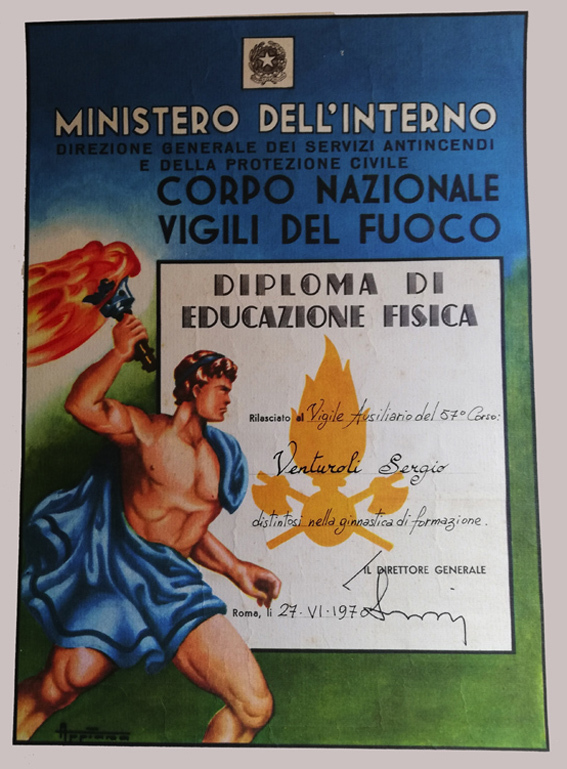 MINISTERO DELL'INTERNO
DIREZIONE GENERALE DEI SERVIZI ANTINCENDI
E DELLA PROTEZIONE CIVILE
CORPO NAZIONALE
VIGILI DEL FUOCO
DIPLOMA DI
EDUCAZIONE FISICA
Rilasciato al Vigile Ausiliario del 57° Corso:
Venturoli Sergio
distintosi nella ginnastica di formazione.
IL DIRETTORE GENERALE
Roma, li 27-VI-1970